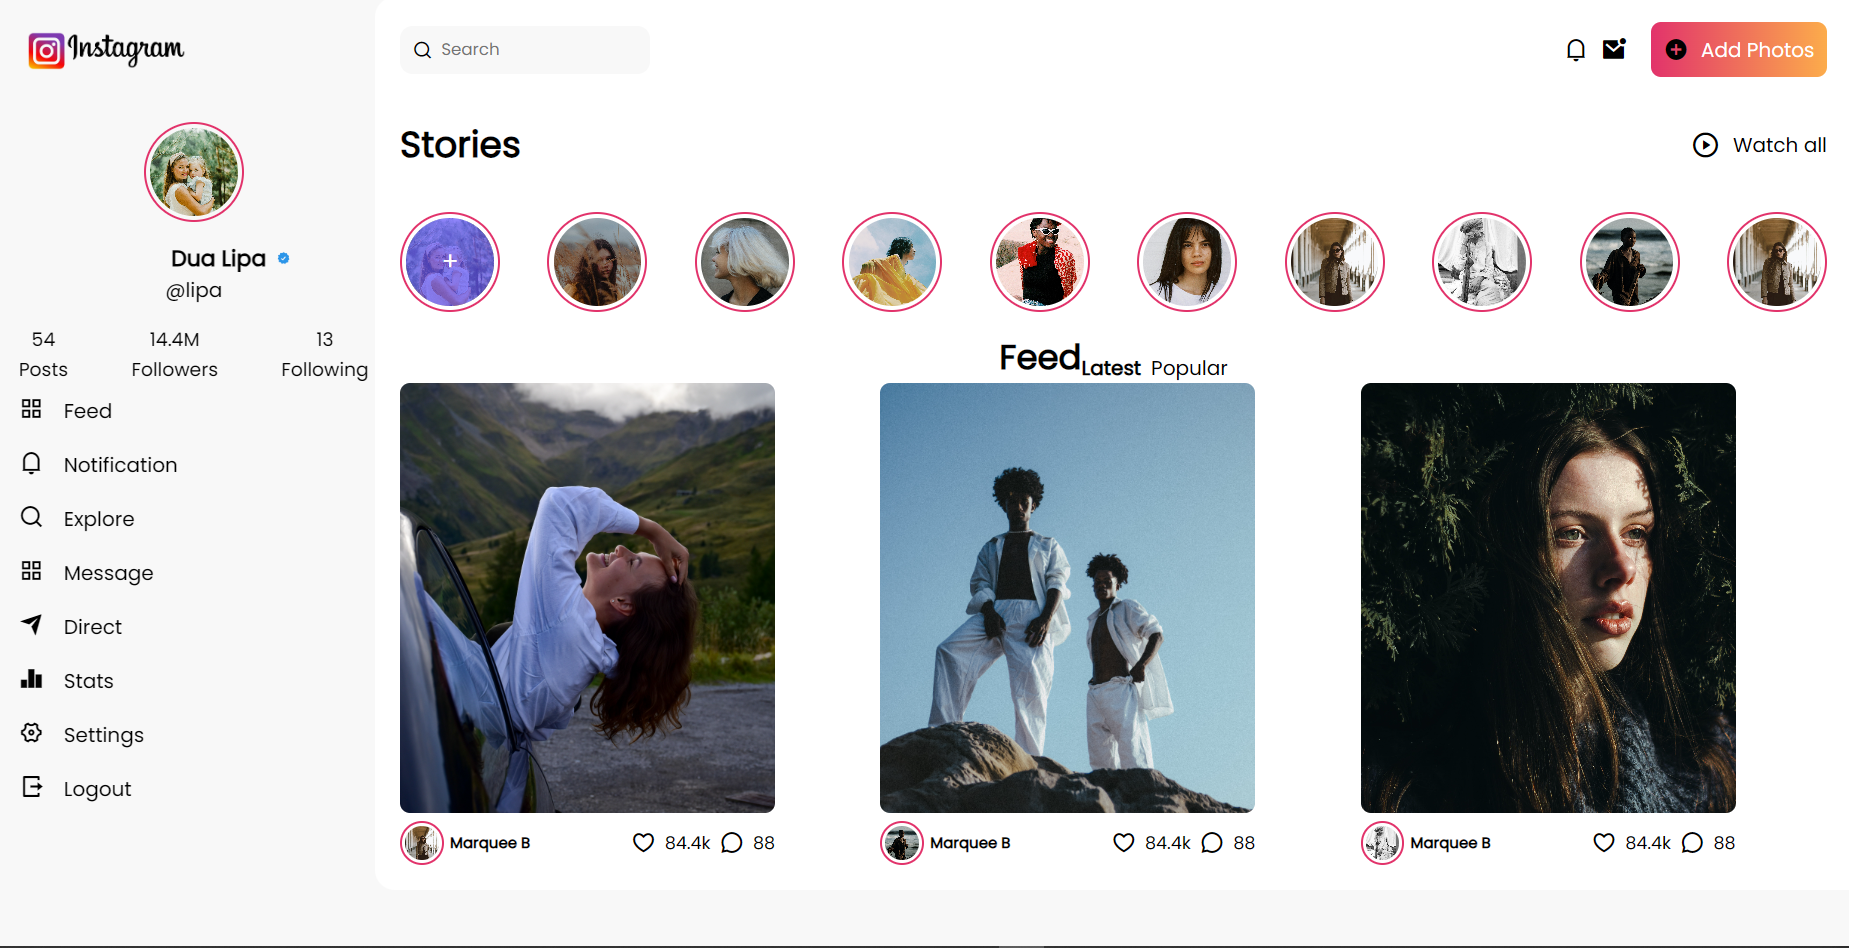 Instagram
Search
Add Photos
Stories
Watch all
Dua Lipa
@lipa
54 14.4M 13
Posts Followers Following
Feed
Notification
Explore
Message
Direct
Stats
Settings
Logout
Feed Latest Popular
Marquee B 84.4k 88
Marquee B 84.4k 88
Marquee B 84.4k 88